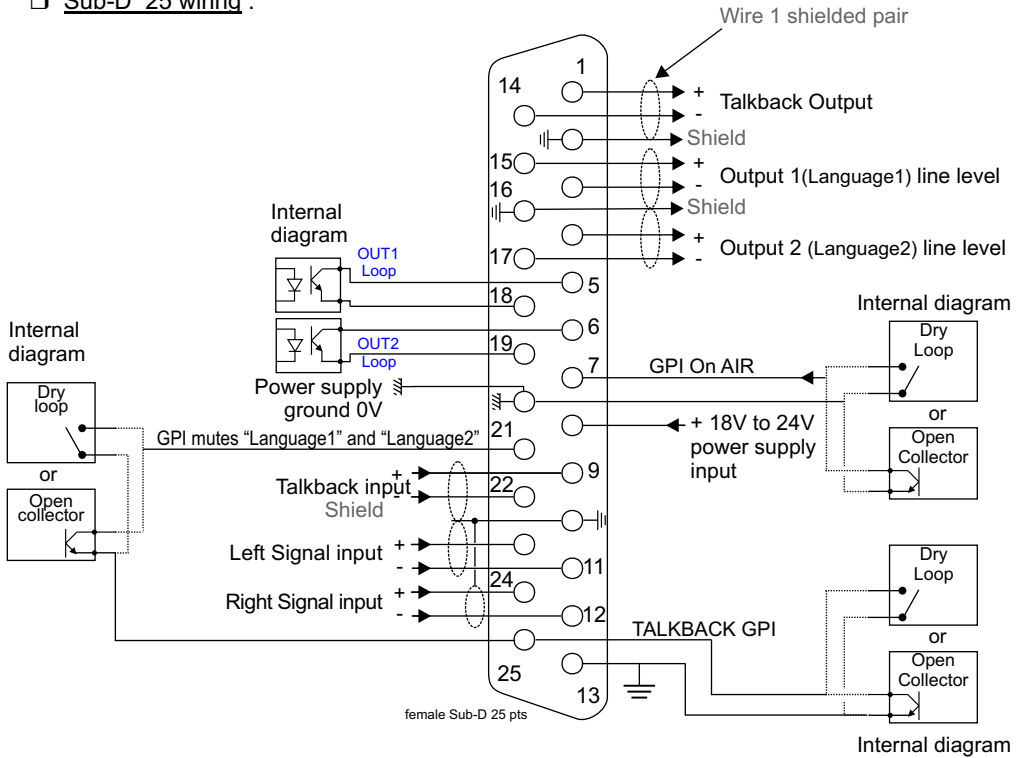 ❒ Sub-D 25 wiring :
Wire 1 shielded pair
1
14
+
Talkback Output
-
Shield
15
+
Output 1(Language1) line level
-
16
Shield
Internal
diagram
OUT1
Loop
+
Output 2 (Language2) line level
-
17
5
18
6
OUT2
Loop
19
7
GPI On AIR
Internal diagram
Dry
Loop
or
Open
Collector
Internal
diagram
Dry
loop
or
Open
collector
Power supply
ground 0V
+ 18V to 24V
power supply
input
GPI mutes “Language1” and “Language2”
21
9
+
Talkback input
-
22
Shield
Left Signal input
+
-
11
24
Right Signal input
+
-
12
TALKBACK GPI
Dry
Loop
or
Open
Collector
Internal diagram
25
13
female Sub-D 25 pts